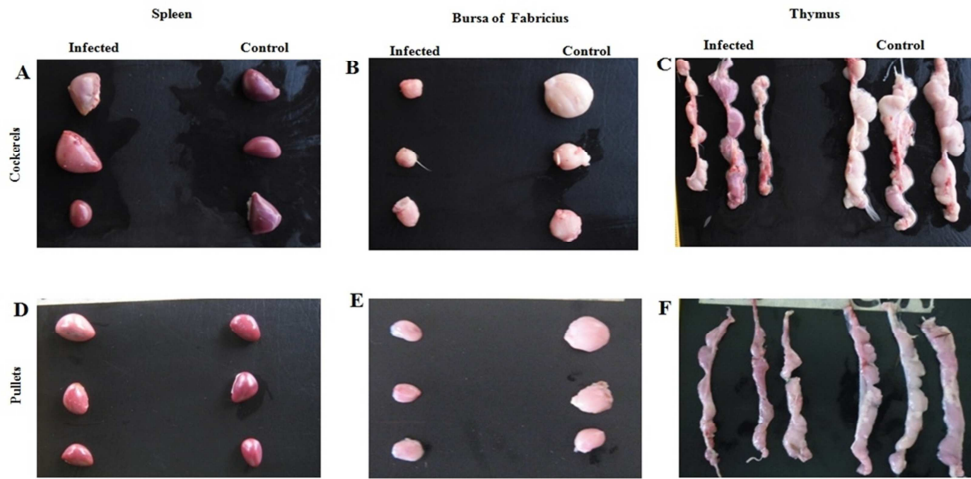 Spleen
Bursa of Fabricius
Thymus
Infected
Control
Infected
Control
Infected
Control
A
B
C
Cockerels
D
E
F
Pullets